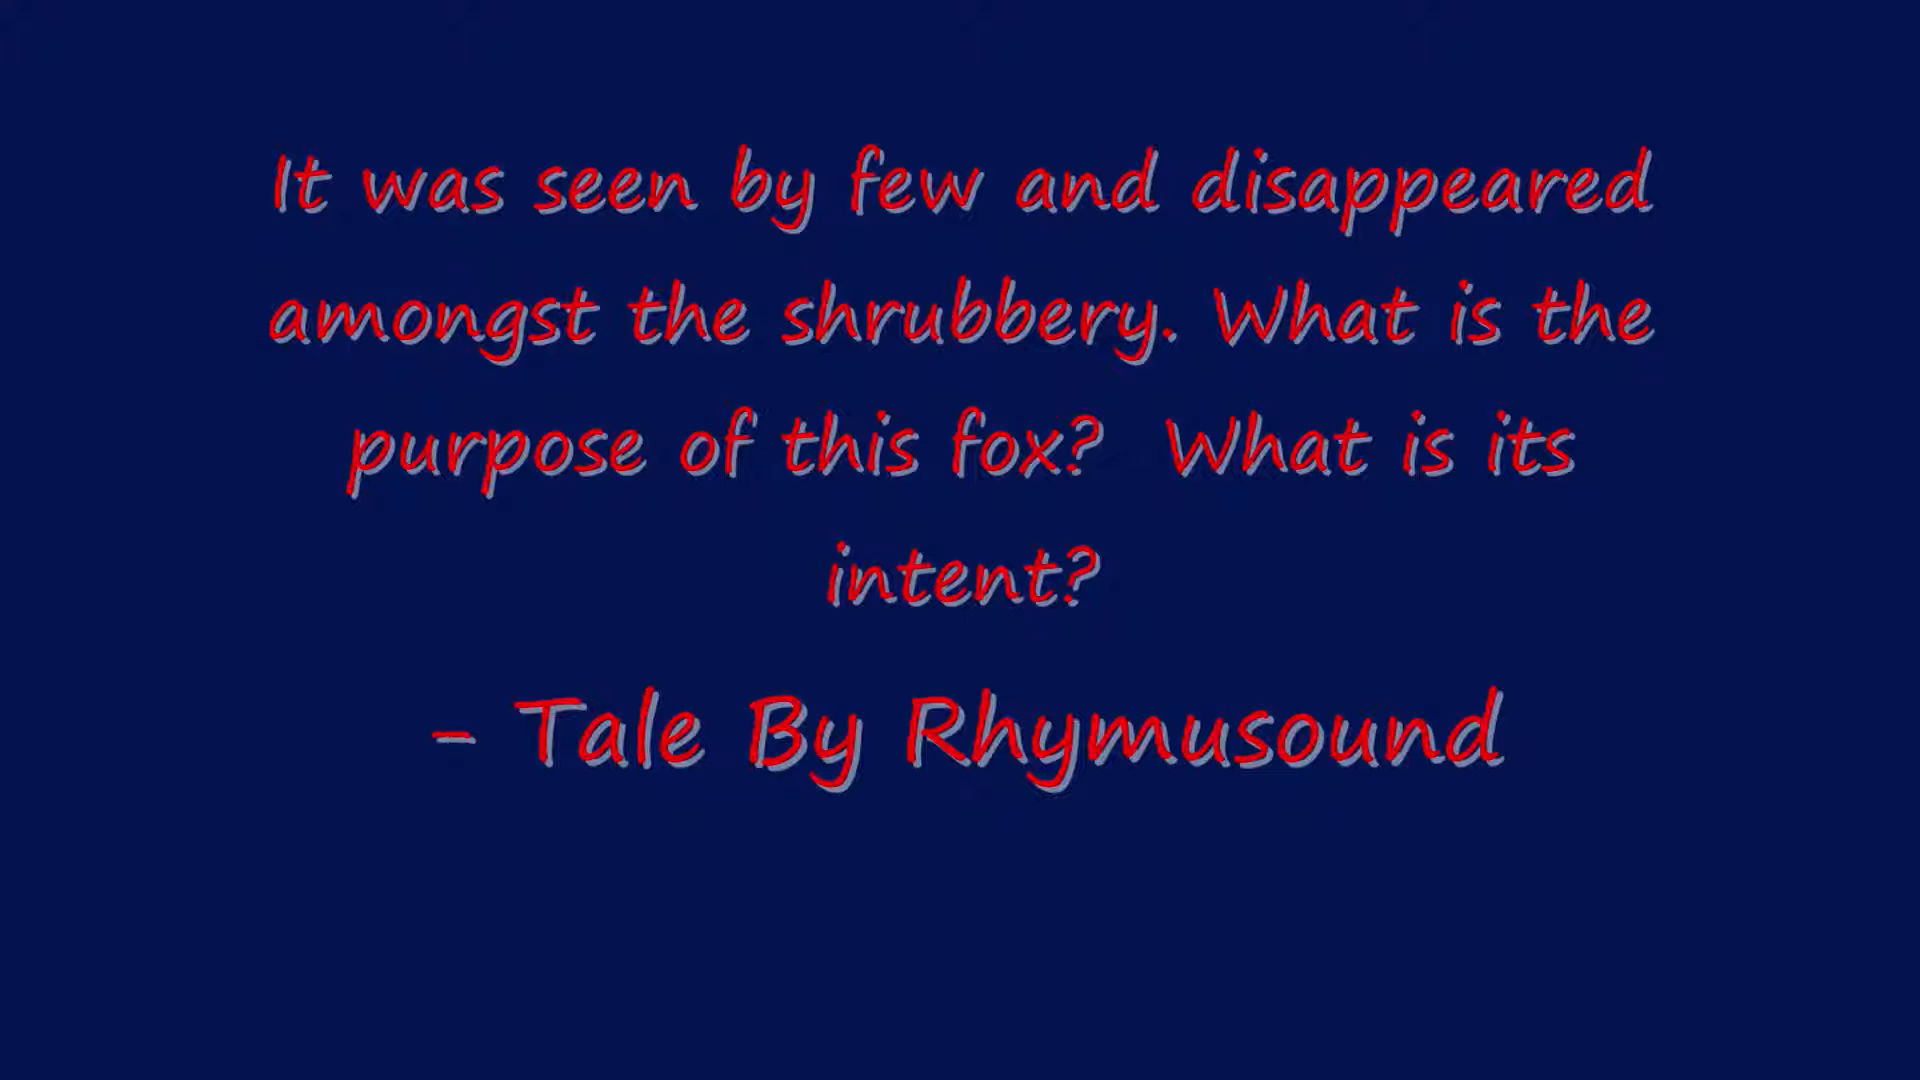 It was seen by few and disappeared
amongst the shrubbery. What is the
purpose of this fox?  What is its
intent?
- Tale By Rhymusound